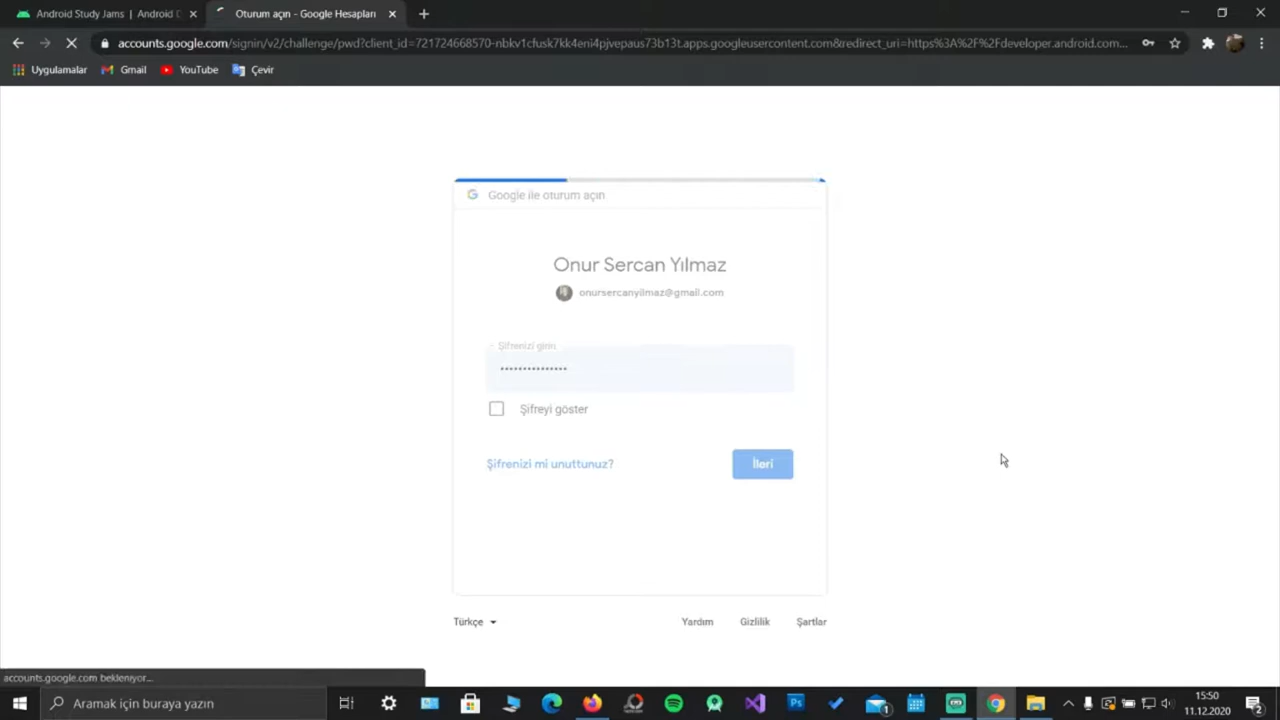 Android Study Jams | Android D
Oturum açın - Google Hesapları
accounts.google.com/signin/v2/challenge/pwd?client_id=721724668570-nbkv1cfusk7kk4eni4pjvepaus73b13t.apps.googleusercontent.com&redirect_uri=https%3A%2F%2Fdeveloper.android.com...
Uygulamalar
Gmail
YouTube
Çevir
Google ile oturum açın
Onur Sercan Yılmaz
onursercanyilmaz@gmail.com
Şifrenizi girin
Şifreyi göster
Şifrenizi mi unuttunuz?
İleri
Türkçe
Yardım
Gizlilik
Şartlar
accounts.google.com bekleniyor...
Aramak için buraya yazın
Ps
1
15:50
11.12.2020
2